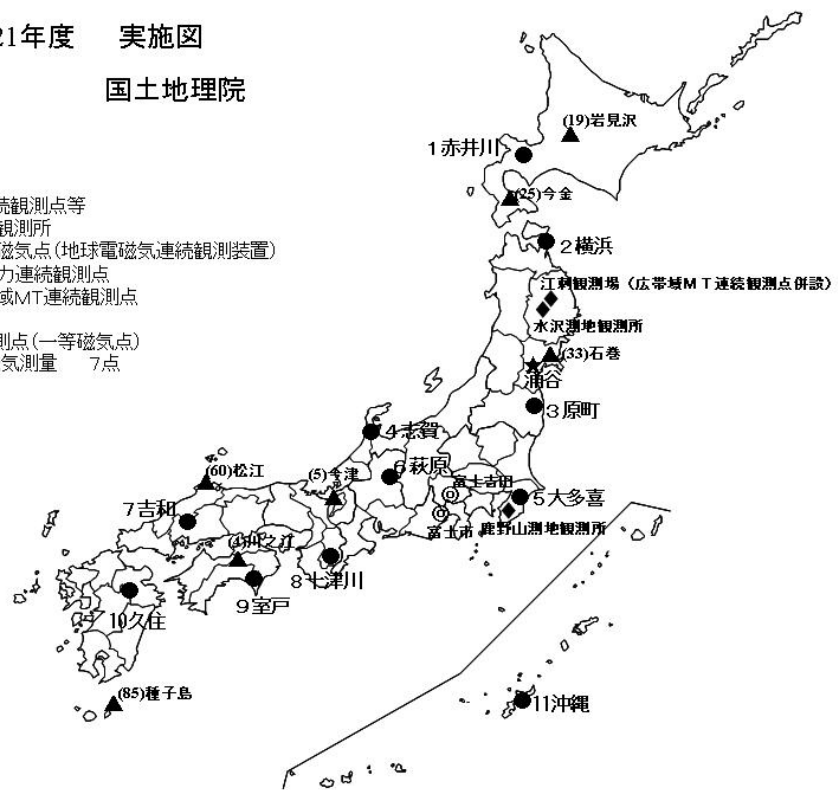 21年度 実施図
国土地理院
続観測点等
観測所
磁気点(地球電磁気連続観測装置)
力連続観測点
域MT連続観測点
測点(一等磁気点)
気測量 7点
(19)岩見沢
1赤井川
(25)今金
2横浜
江刺観測場(広帯域MT連続観測点併設)
水沢測地観測所
(33)石巻
涌谷
3原町
4志賀
6萩原
(60)松江
(5)今津
富士吉田
5大多喜
7吉和
富士市
鹿野山測地観測所
川之江
8十津川
9室戸
10久住
(85)種子島
11沖縄